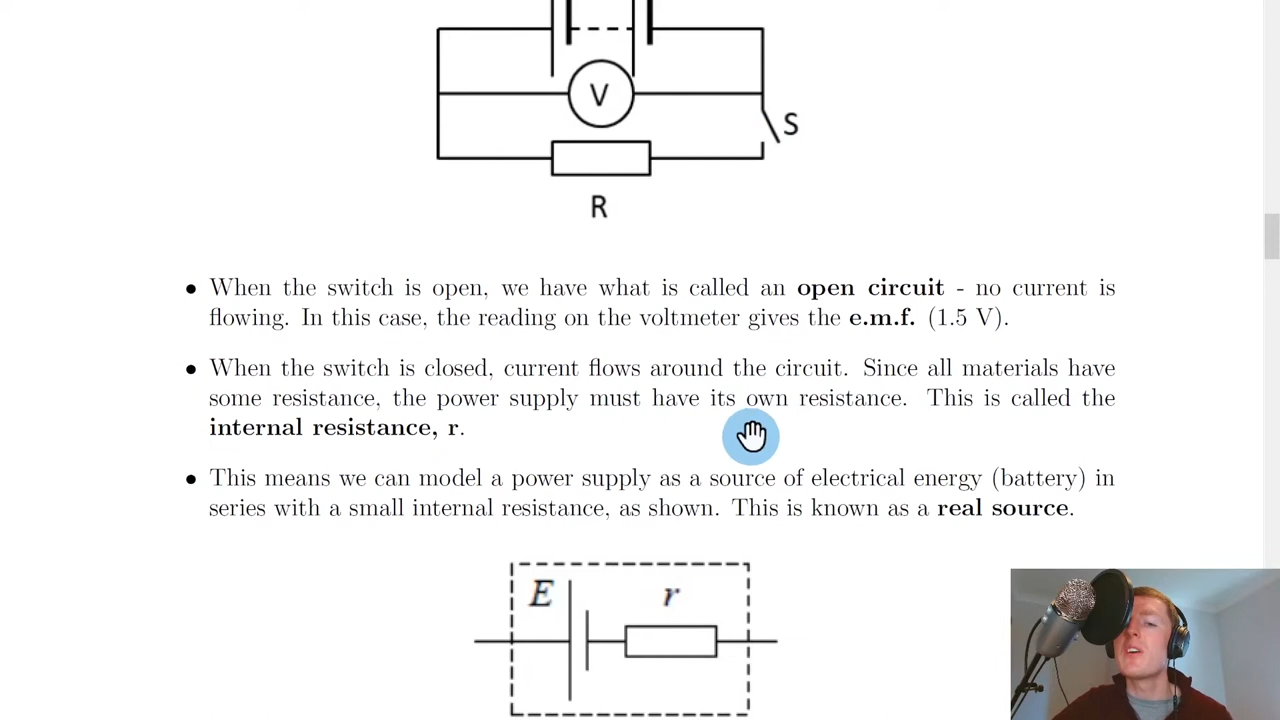 V
S
R
• When the switch is open, we have what is called an open circuit - no current is
flowing. In this case, the reading on the voltmeter gives the e.m.f. (1.5 V).
• When the switch is closed, current flows around the circuit. Since all materials have
some resistance, the power supply must have its own resistance. This is called the
internal resistance, r.
• This means we can model a power supply as a source of electrical energy (battery) in
series with a small internal resistance, as shown. This is known as a real source.
E r